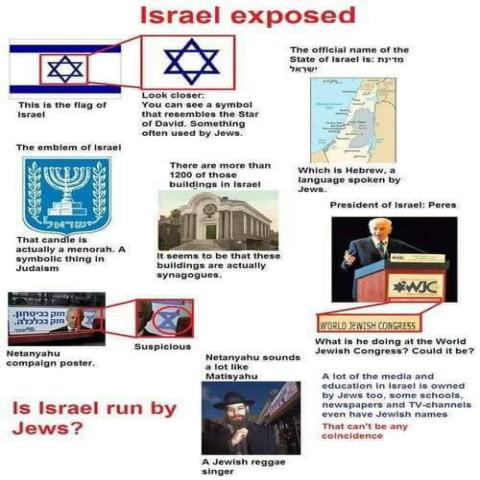 Israel exposed
This is the flag of
Israel
Look closer:
You can see a symbol
that resembles the Star
of David. Something
often used by Jews.
The official name of the
State of Israel is: מדינת
ישראל
Which is Hebrew, a
language spoken by
Jews.
The emblem of Israel
ישראל
That candle is
actually a menorah. A
symbolic thing in
Judaism
There are more than
1200 of those
buildings in Israel
It seems to be that these
buildings are actually
synagogues.
President of Israel: Peres
WJC
WORLD JEWISH CONGRESS
What is he doing at the World
Jewish Congress? Could it be?
חזק בביטחון.
חזק בכלכלה.
Netanyahu
campaign poster.
Suspicious
Netanyahu sounds
a lot like
Matisyahu
A Jewish reggae
singer
A lot of the media and
education in Israel is owned
by Jews too, some schools,
newspapers and TV-channels
even have Jewish names
That can't be any
coincidence
Is Israel run by
Jews?